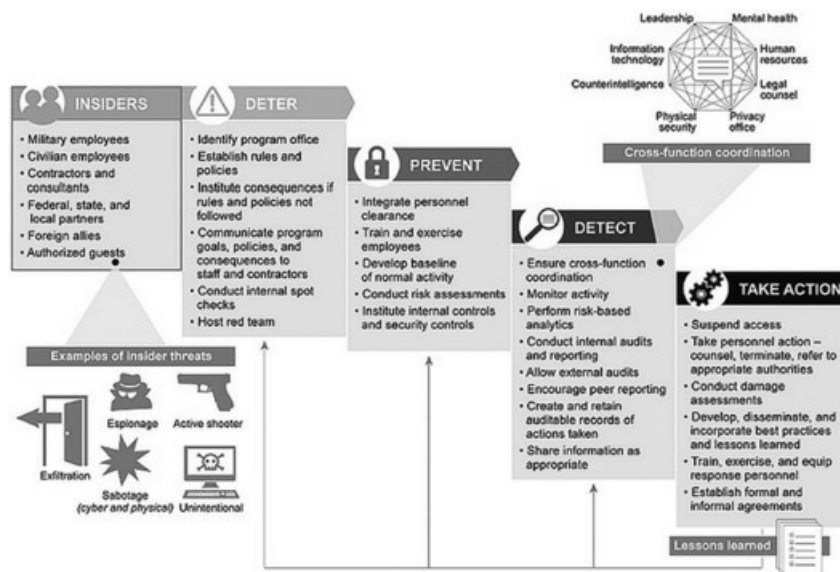 Leadership
Mental health
Information
technology
Human
resources
Counterintelligence
Legal
counsel
Physical
security
Privacy
office
Cross-function coordination
INSIDERS
• Military employees
• Civilian employees
• Contractors and
consultants
• Federal, state, and
local partners
• Foreign allies
• Authorized guests
Examples of insider threats
Exfiltration
Espionage
Active shooter
Sabotage
(cyber and physical)
Unintentional
DETER
• Identify program office
• Establish rules and
policies
• Institute consequences if
rules and policies not
followed
• Communicate program
goals, policies, and
consequences to
staff and contractors
• Conduct internal spot
checks
• Host red team
PREVENT
• Integrate personnel
clearance
• Train and exercise
employees
• Develop baseline
of normal activity
• Conduct risk assessments
• Institute internal controls
and security controls
DETECT
• Ensure cross-function
coordination
• Monitor activity
• Perform risk-based
analytics
• Conduct internal audits
and reporting
• Allow external audits
• Encourage peer reporting
• Create and retain
auditable records of
actions taken
• Share information as
appropriate
TAKE ACTION
• Suspend access
• Take personnel action –
counsel, terminate, refer to
appropriate authorities
• Conduct damage
assessments
• Develop, disseminate, and
incorporate best practices
and lessons learned
• Train, exercise, and equip
response personnel
• Establish formal and
informal agreements
Lessons learned